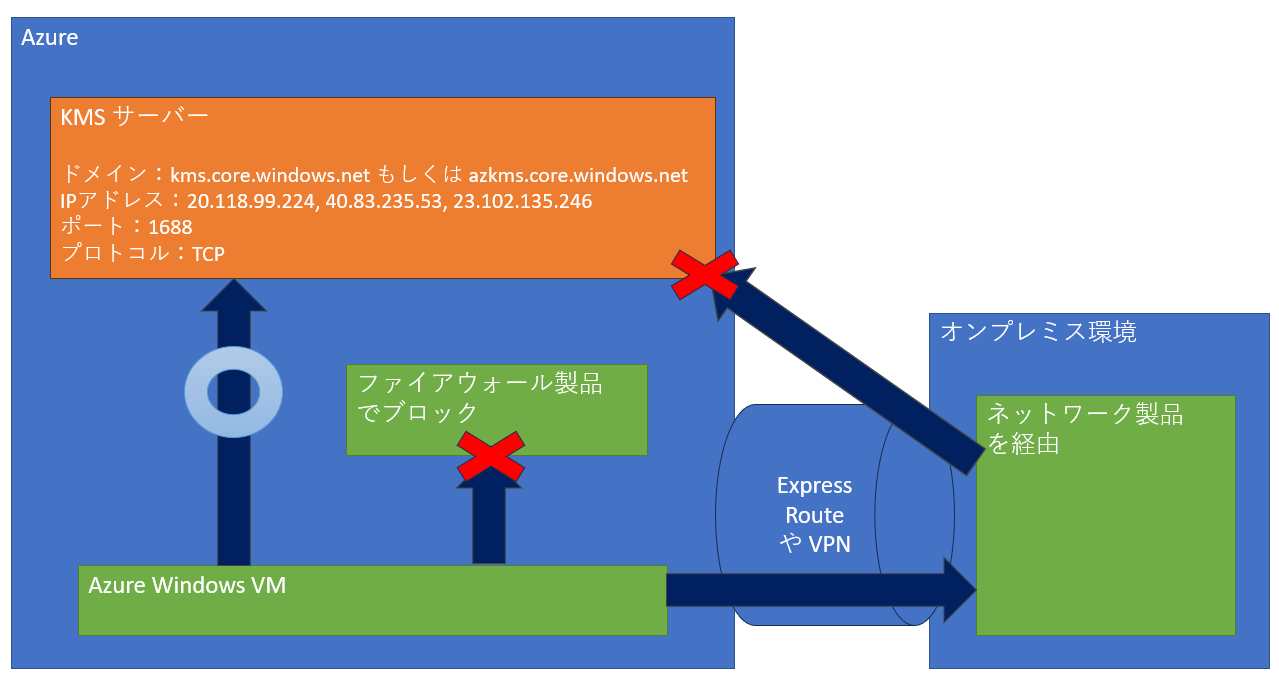 Azure
KMS サーバー
ドメイン：kms.core.windows.net もしくは azkms.core.windows.net
IPアドレス：20.118.99.224, 40.83.235.53, 23.102.135.246
ポート：1688
プロトコル：TCP
ファイアウォール製品
でブロック
Azure Windows VM
Express
Route
や VPN
オンプレミス環境
ネットワーク製品
を経由